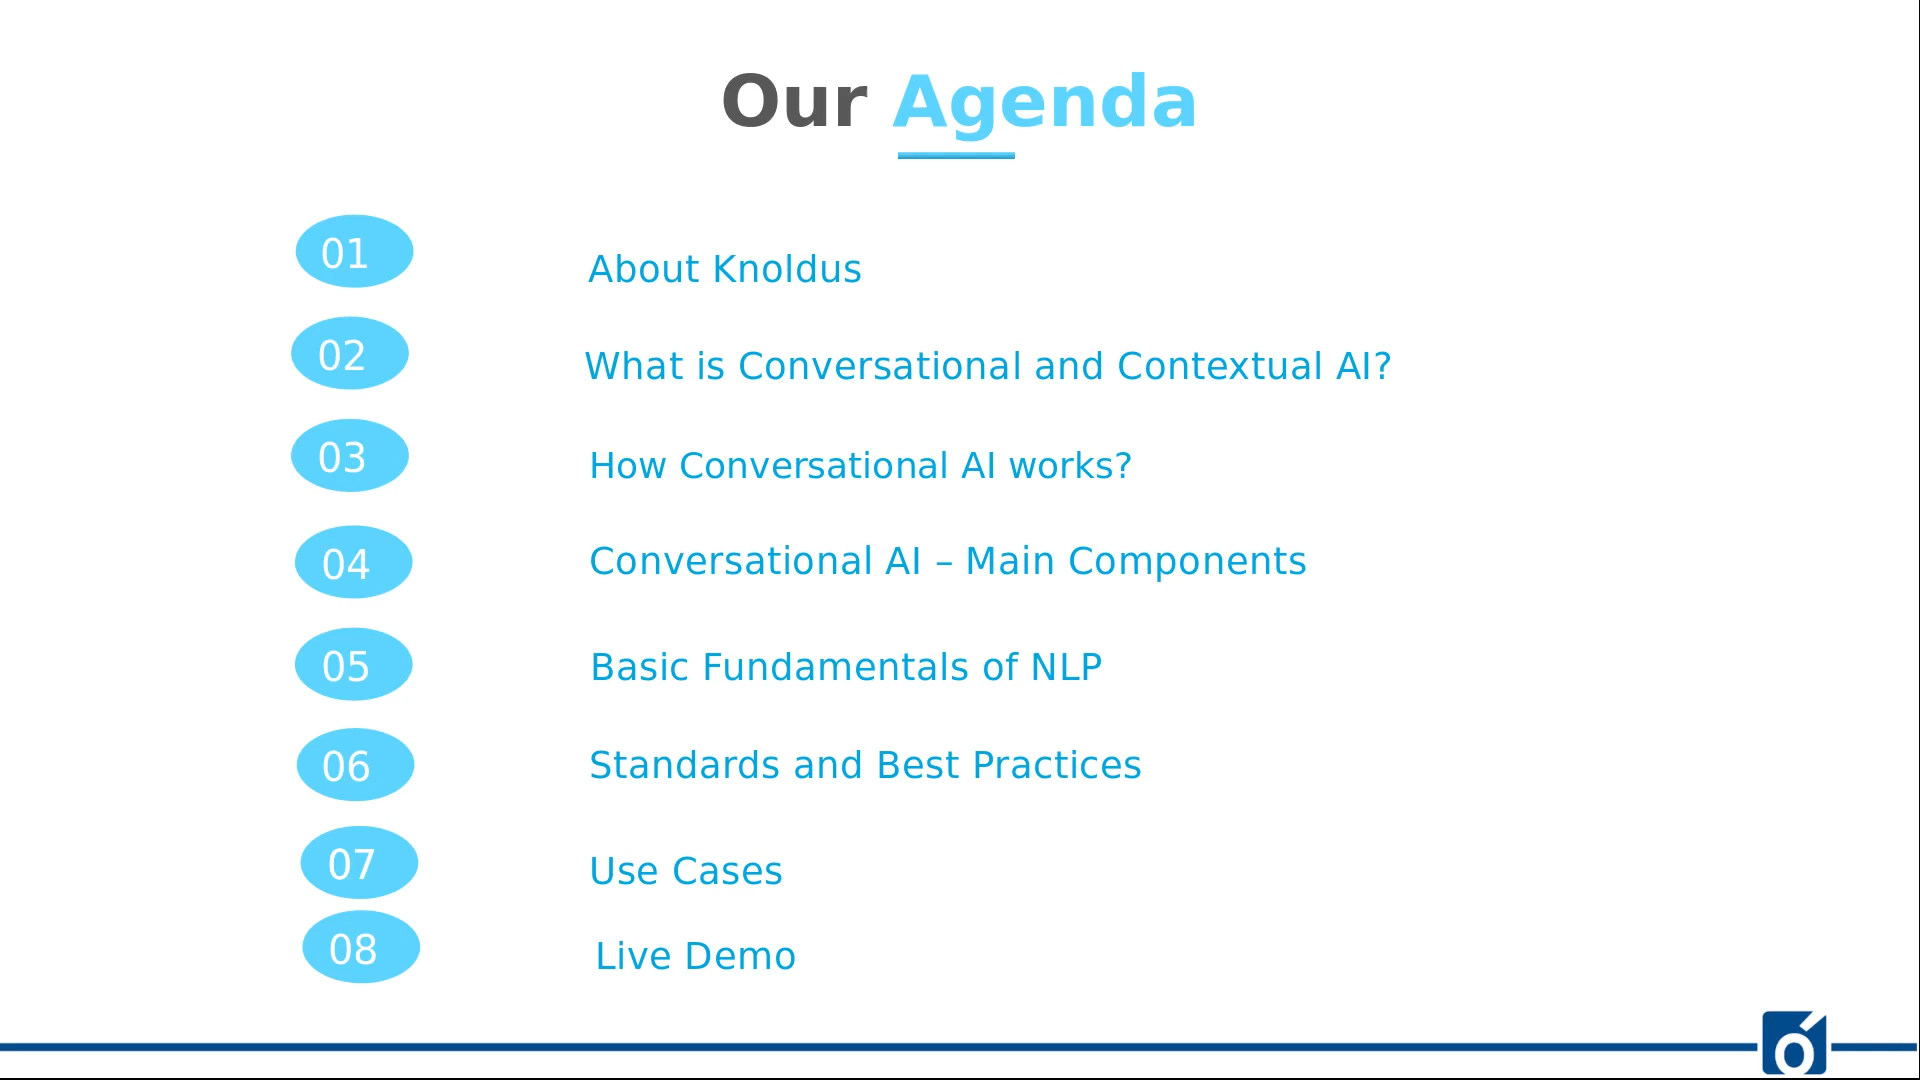 Our Agenda
01 About Knoldus
02 What is Conversational and Contextual AI?
03 How Conversational AI works?
04 Conversational AI – Main Components
05 Basic Fundamentals of NLP
06 Standards and Best Practices
07 Use Cases
08 Live Demo